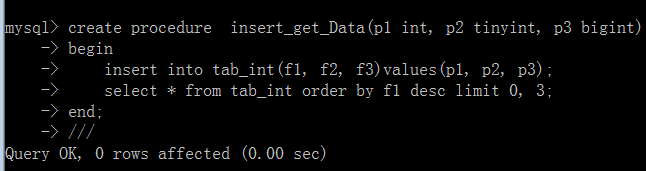 mysql> create procedure  insert_get_Data(p1 int, p2 tinyint, p3 bigint)
    -> begin
    ->     insert into tab_int(f1, f2, f3)values(p1, p2, p3);
    ->     select * from tab_int order by f1 desc limit 0, 3;
    -> end;
    -> ///
Query OK, 0 rows affected (0.00 sec)